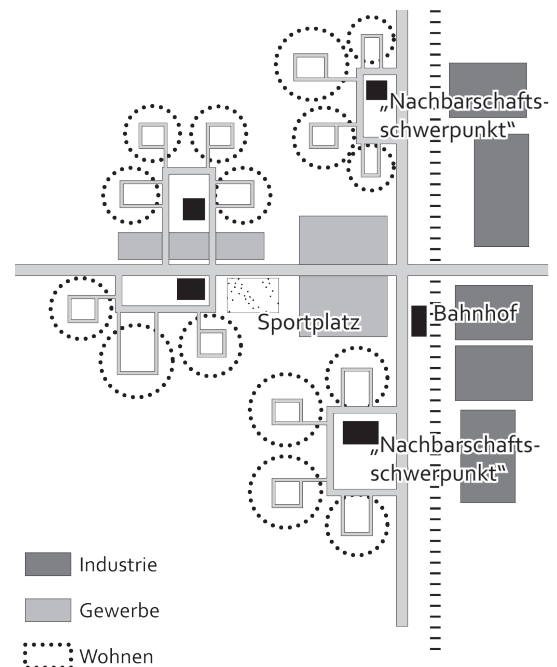 „Nachbarschafts-
schwerpunkt“
Sportplatz
Bahnhof
„Nachbarschafts-
schwerpunkt“
Industrie
Gewerbe
Wohnen